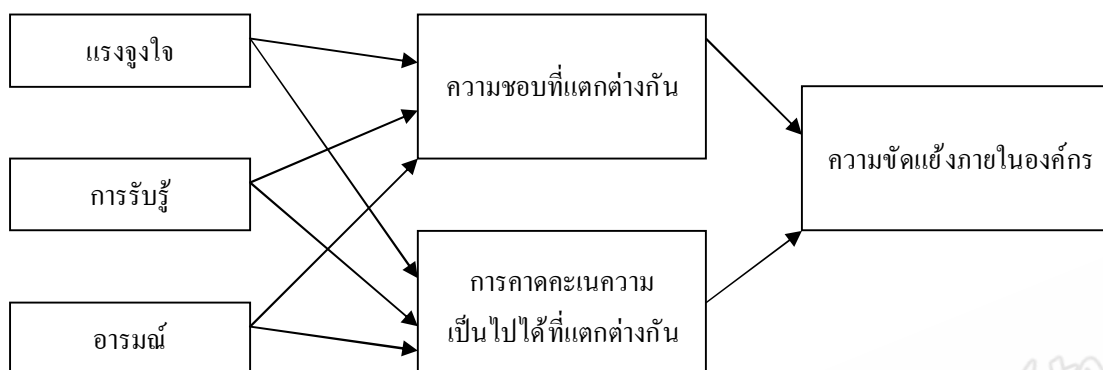 แรงจูงใจ
การรับรู้
อารมณ์
ความชอบที่แตกต่างกัน
การคาดคะเนความ
เป็นไปได้ที่แตกต่างกัน
ความขัดแย้งภายในองค์กร